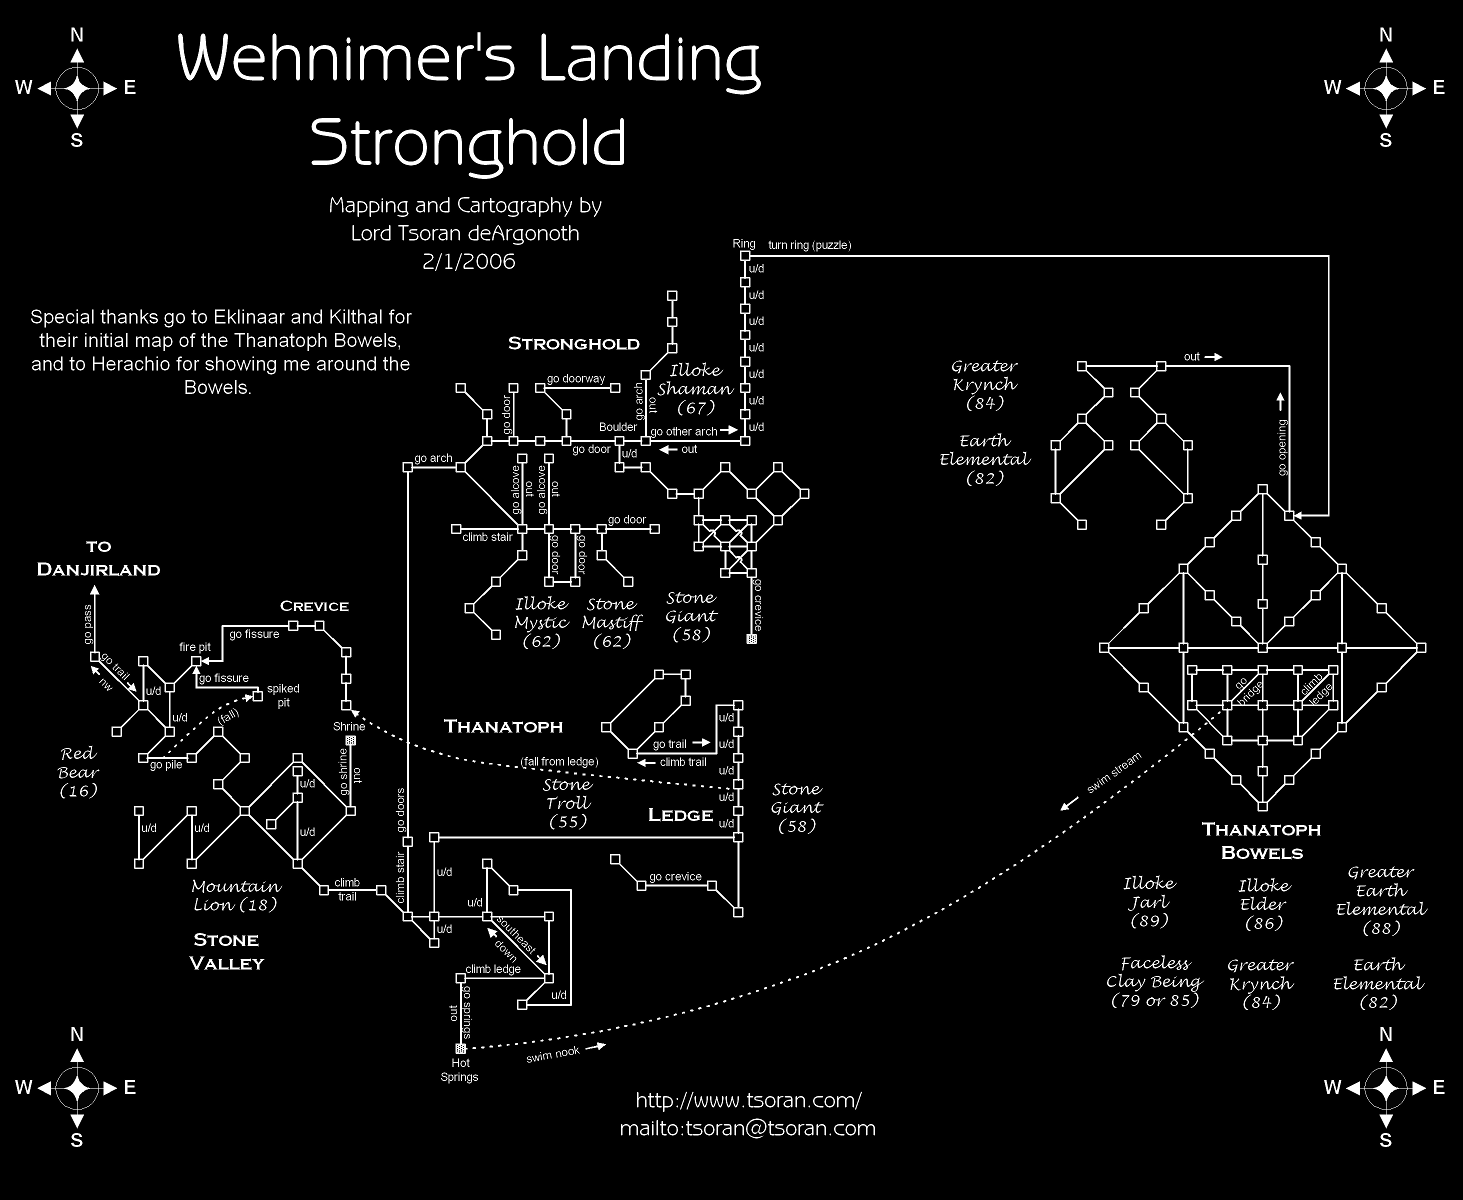 N
W E
S
N
W E
S
Wehnimer's Landing
Stronghold
Mapping and Cartography by
Lord Tsoran deArgonoth
2/1/2006
Special thanks go to Eklinaar and Kilthal for
their initial map of the Thanatoph Bowels,
and to Herachio for showing me around the
Bowels.
Ring
turn ring (puzzle)
u/d
u/d
u/d
u/d
u/d
u/d
u/d
STRONGHOLD
Illoke
Shaman
(67)
go doorway
go door
go arch
out
Boulder
go other arch
out
go door
u/d
go arch
go alcove
out
go alcove
out
go door
climb stair
go door
go door
Illoke
Mystic
(62)
Stone
Mastiff
(62)
Stone
Giant
(58)
go crevice
Greater
Krynch
(84)
Earth
Elemental
(82)
out
go opening
TO
DANJIRLAND
go pass
go trail
nw
CREVICE
go fissure
fire pit
go fissure
spiked
pit
(fall)
u/d
u/d
go pile
Red
Bear
(16)
Shrine
go shrine
out
u/d
u/d
u/d
u/d
Mountain
Lion (18)
climb
trail
STONE
VALLEY
THANATOPH
go trail
climb trail
u/d
u/d
u/d
u/d
u/d
(fall from ledge)
Stone
Troll
(55)
LEDGE
Stone
Giant
(58)
go doors
climb stair
u/d
u/d
u/d
go crevice
southeast
down
climb ledge
u/d
go springs
out
Hot
Springs
swim nook
swim stream
go
bridge
climb
ledge
THANATOPH
BOWELS
Illoke
Jarl
(89)
Illoke
Elder
(86)
Greater
Earth
Elemental
(88)
Faceless
Clay Being
(79 or 85)
Greater
Krynch
(84)
Earth
Elemental
(82)
N
W E
S
N
W E
S
http://www.tsoran.com/
mailto:tsoran@tsoran.com